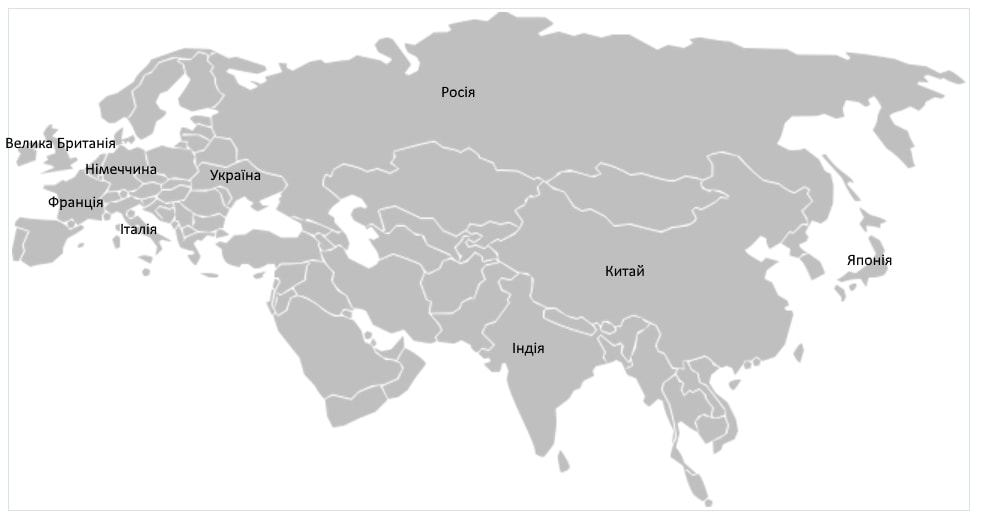 Росія
Велика Британія
Німеччина
Україна
Франція
Італія
Японія
Китай
Індія